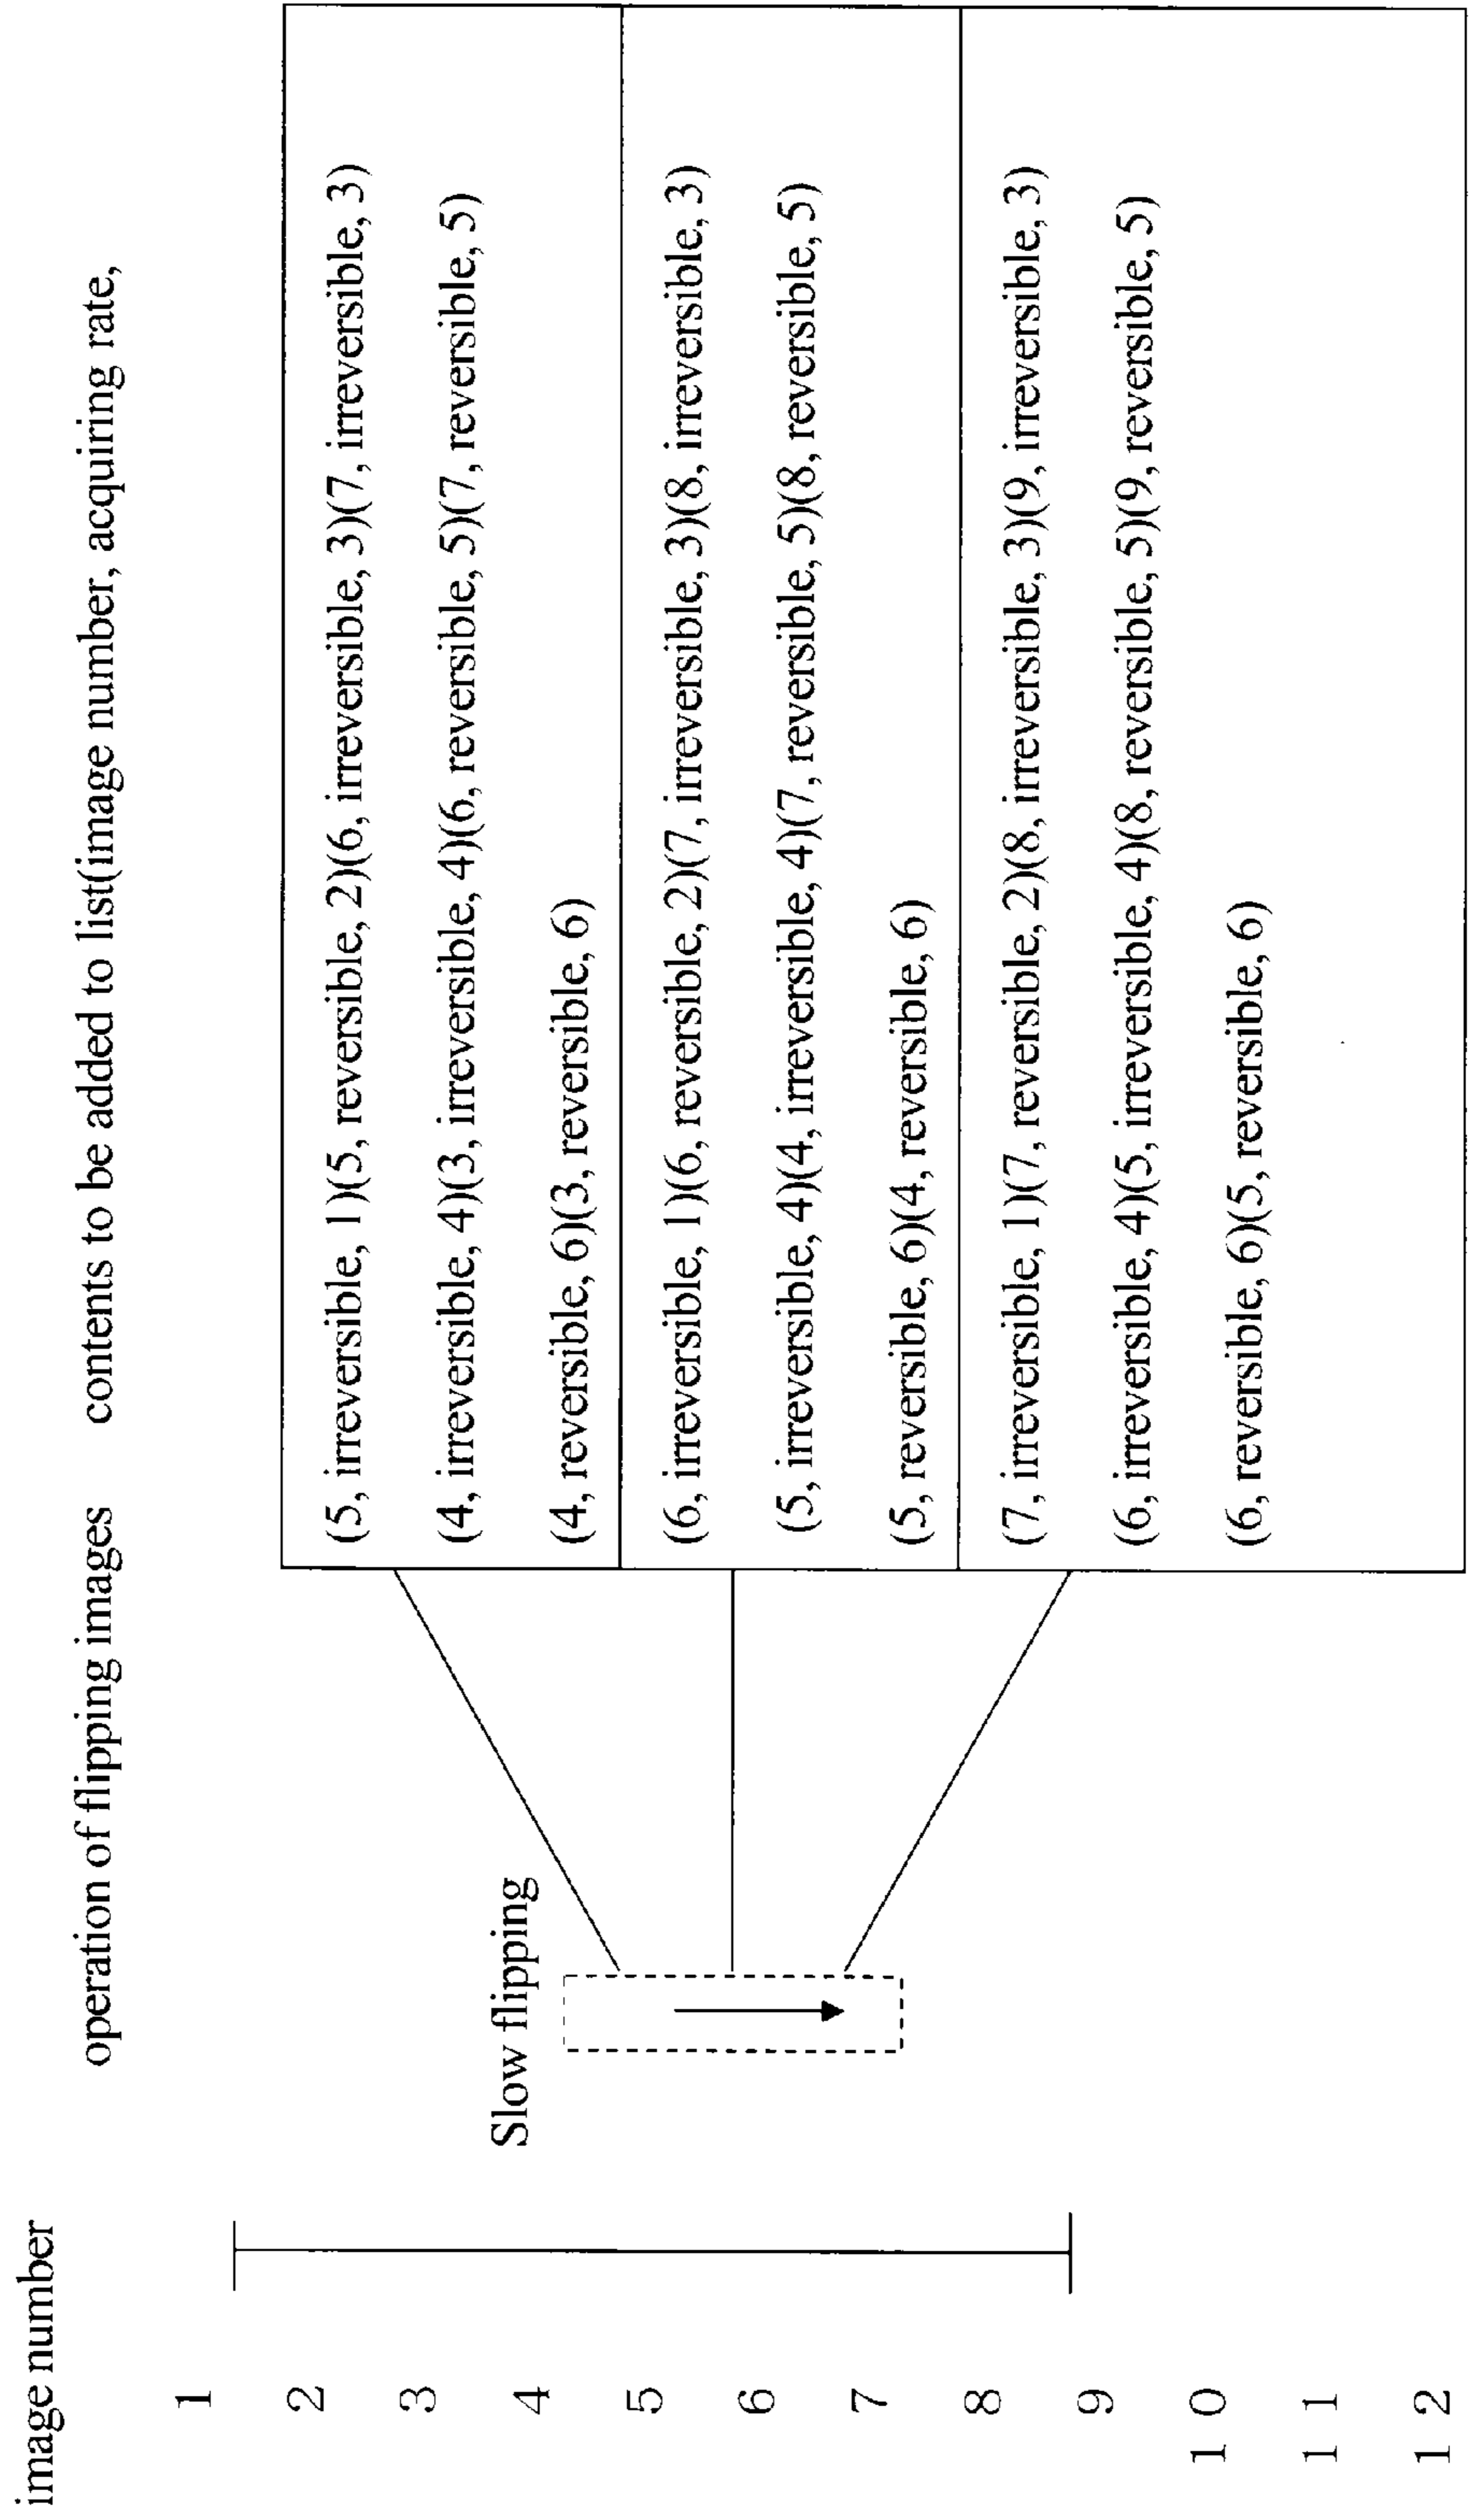 image number
operation of flipping images
contents to be added to list(image number, acquiring rate,
1
2
3
4
5
6
7
8
9
1 0
1 1
1 2
Slow flipping
(5, irreversible, 1)(5, reversible, 2)(6, irreversible, 3)(7, irreversible, 3)
(4, irreversible, 4)(3, irreversible, 4)(6, reversible, 5)(7, reversible, 5)
(4, reversible, 6)(3, reversible, 6)
(6, irreversible, 1)(6, reversible, 2)(7, irreversible, 3)(8, irreversible, 3)
(5, irreversible, 4)(4, irreversible, 4)(7, reversible, 5)(8, reversible, 5)
(5, reversible, 6)(4, reversible, 6)
(7, irreversible, 1)(7, reversible, 2)(8, irreversible, 3)(9, irreversible, 3)
(6, irreversible, 4)(5, irreversible, 4)(8, reversible, 5)(9, reversible, 5)
(6, reversible, 6)(5, reversible, 6)